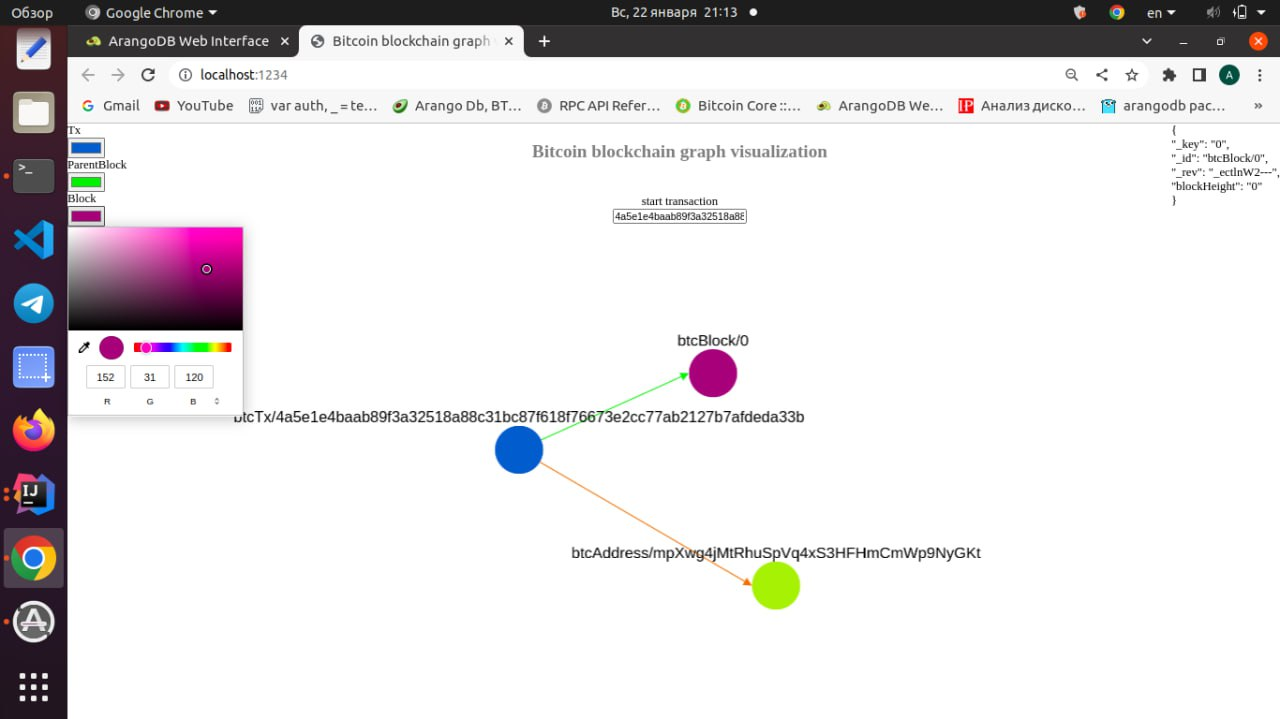 Обзор
Google Chrome
Вс, 22 января 21:13
en
ArangoDB Web Interface
Bitcoin blockchain graph
localhost:1234
A
Gmail
YouTube
var auth, _ = te...
Arango Db, BT...
RPC API Refer...
Bitcoin Core ::...
ArangoDB We...
Анализ диско...
arangodb рас...
»
Tx
ParentBlock
Block
Bitcoin blockchain graph visualization
start transaction
4a5e1e4baab89f3a32518a88
{
"_key": "0",
"_id": "btcBlock/0",
"_rev": "_ectlnW2---",
"blockHeight": "0"
}
152 31 120
R G B
btcBlock/0
btcTx/4a5e1e4baab89f3a32518a88c31bc87f618f76673e2cc77ab2127b7afdeda33b
btcAddress/mpXwg4jMtRhuSpVq4xS3HFHmCmWp9NyGKt
IJ